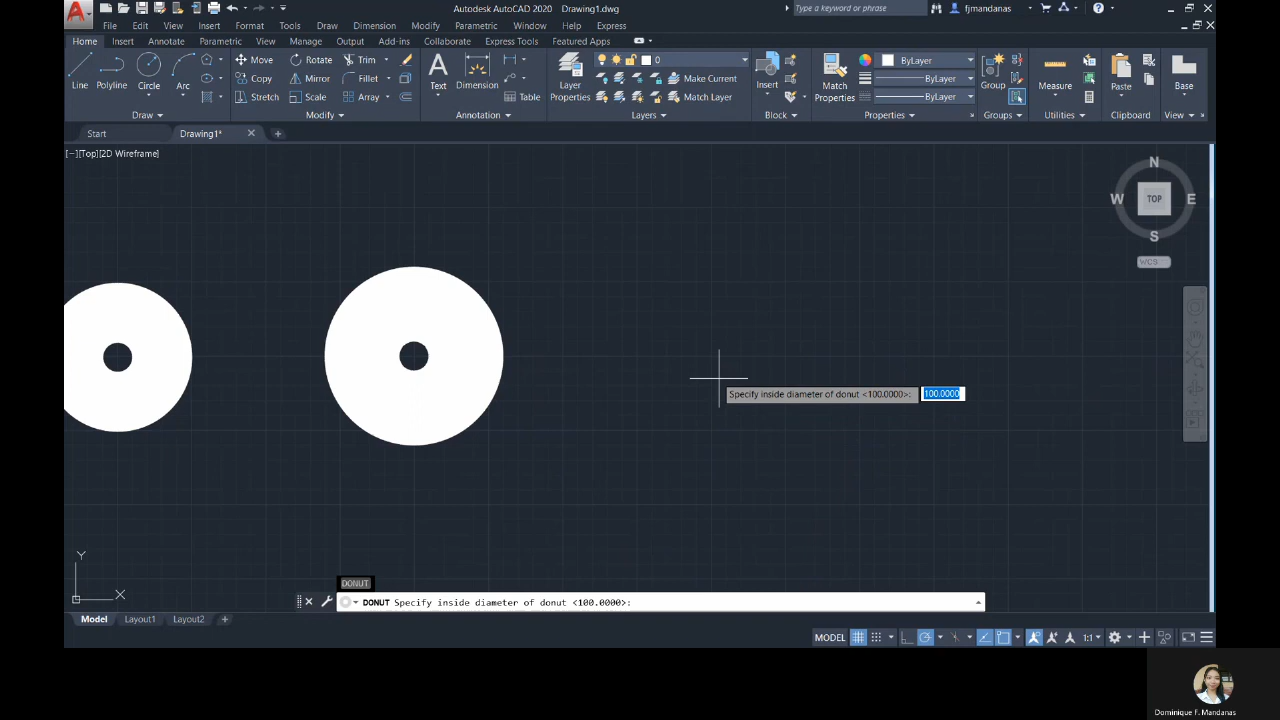 Autodesk AutoCAD 2020 Drawing1.dwg
Type a keyword or phrase
fjmandanas
File Edit View Insert Format Tools Draw Dimension Modify Parametric Window Help Express
Home Insert Annotate Parametric View Manage Output Add-ins Collaborate Express Tools Featured Apps
Line Polyline Circle Arc
Move Rotate Trim
Copy Mirror Fillet
Stretch Scale Array
Text Dimension Table
Layer Properties
0
Make Current
Match Layer
Insert
Match Properties
ByLayer
ByLayer
ByLayer
Group
Measure
Paste
Base
Draw Modify Annotation Layers Block Properties Groups Utilities Clipboard View
Start Drawing1*
[−][Top][2D Wireframe]
N
W TOP E
S
WCS
Specify inside diameter of donut <100.0000>: 100.0000
Y
X
DONUT
DONUT Specify inside diameter of donut <100.0000>:
Model Layout1 Layout2 +
MODEL 1:1
Dominique F. Mandanas